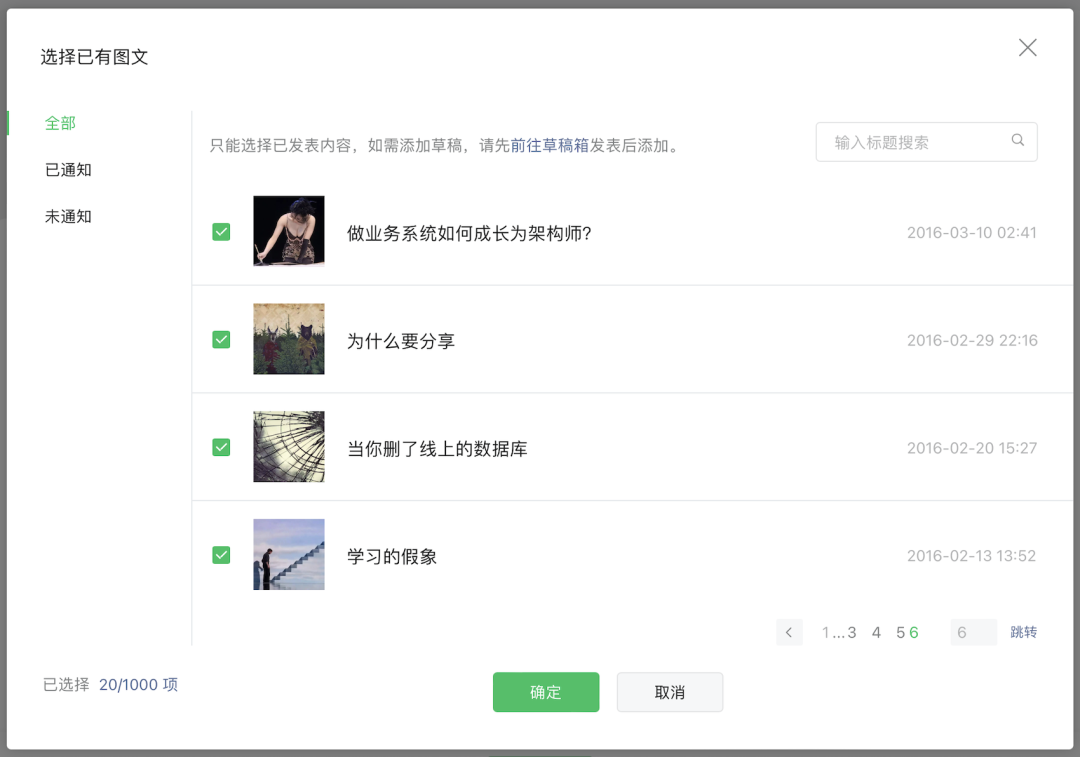 选择已有图文
全部
已通知
未通知
只能选择已发表内容，如需添加草稿，请先前往草稿箱发表后添加。
输入标题搜索
做业务系统如何成长为架构师？
2016-03-10 02:41
为什么要分享
2016-02-29 22:16
当你删了线上的数据库
2016-02-20 15:27
学习的假象
2016-02-13 13:52
1...3 4 5 6
6
跳转
已选择 20/1000 项
确定
取消